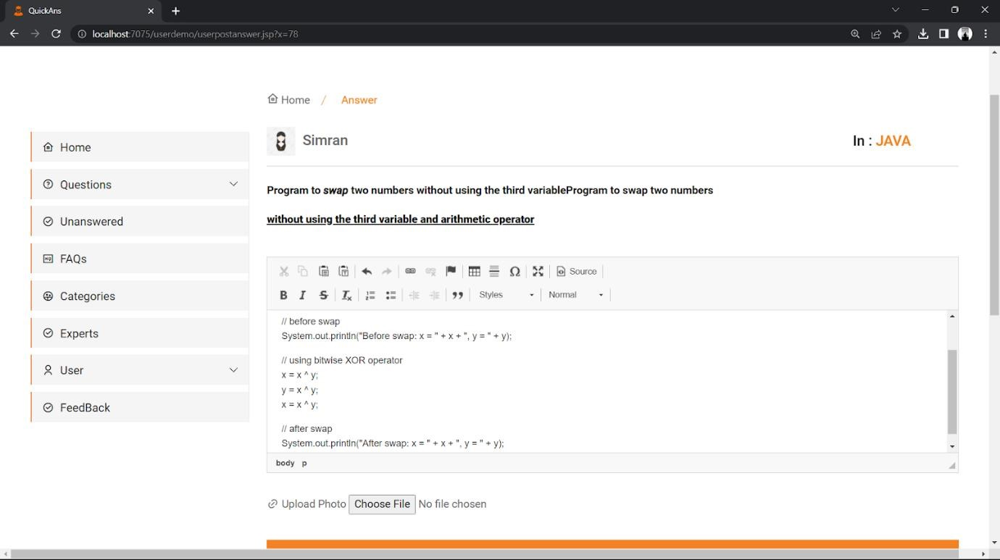 QuickAns
localhost:7075/userdemo/userpostanswer.jsp?x=78
Home / Answer
Simran
In : JAVA
Home
Questions
Unanswered
FAQs
Categories
Experts
User
FeedBack
Program to swap two numbers without using the third variableProgram to swap two numbers
without using the third variable and arithmetic operator
Source
B I S Ix Styles Normal
// before swap
System.out.println("Before swap: x = " + x + ", y = " + y);
// using bitwise XOR operator
x = x ^ y;
y = x ^ y;
x = x ^ y;
// after swap
System.out.println("After swap: x = " + x + ", y = " + y);
body p
Upload Photo Choose File No file chosen